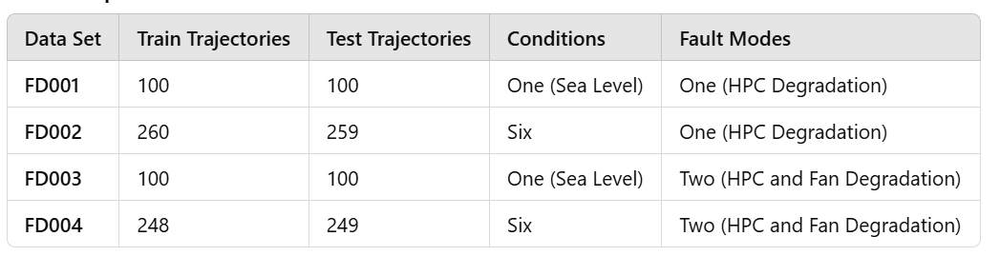 Data Set Train Trajectories Test Trajectories Conditions Fault Modes
FD001 100 100 One (Sea Level) One (HPC Degradation)
FD002 260 259 Six One (HPC Degradation)
FD003 100 100 One (Sea Level) Two (HPC and Fan Degradation)
FD004 248 249 Six Two (HPC and Fan Degradation)